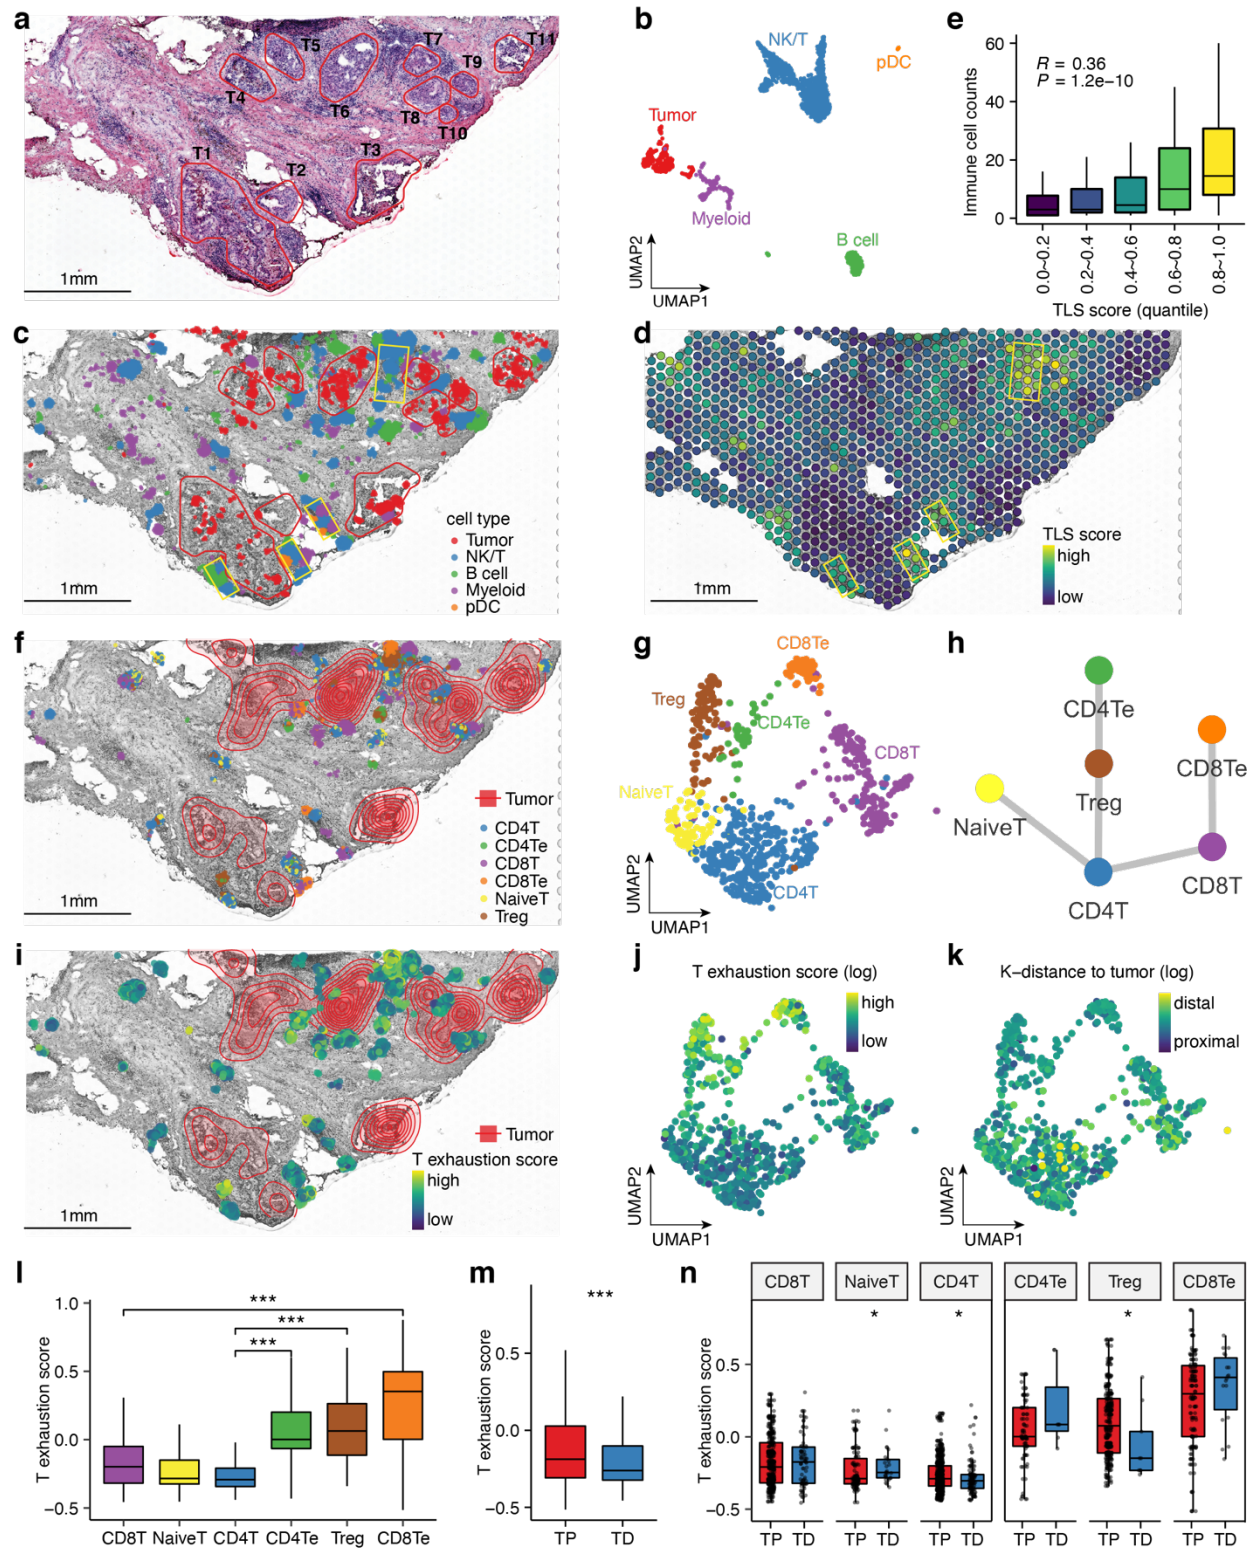 a
T5
T7
T11
T9
T4
T6
T8
T10
T1
T2
T3
1mm
b
NK/T
pDC
Tumor
Myeloid
B cell
UMAP2
UMAP1
e
R = 0.36
P = 1.2e−10
Immune cell counts
60
40
20
0
0.0~0.2
0.2~0.4
0.4~0.6
0.6~0.8
0.8~1.0
TLS score (quantile)
c
cell type
Tumor
NK/T
B cell
Myeloid
pDC
1mm
d
TLS score
high
low
1mm
f
Tumor
CD4T
CD4Te
CD8T
CD8Te
NaiveT
Treg
1mm
g
CD8Te
Treg
CD4Te
CD8T
NaiveT
CD4T
UMAP2
UMAP1
h
CD4Te
CD8Te
Treg
NaiveT
CD8T
CD4T
i
Tumor
T exhaustion score
high
low
1mm
j
T exhaustion score (log)
high
low
UMAP2
UMAP1
k
K−distance to tumor (log)
distal
proximal
UMAP2
UMAP1
l
T exhaustion score
1.0
0.5
0.0
−0.5
***
***
***
CD8T NaiveT CD4T CD4Te Treg CD8Te
m
T exhaustion score
0.5
0.0
−0.5
***
TP TD
n
CD8T NaiveT CD4T CD4Te Treg CD8Te
* * *
T exhaustion score
0.5
0.0
−0.5
TP TD TP TD TP TD TP TD TP TD TP TD